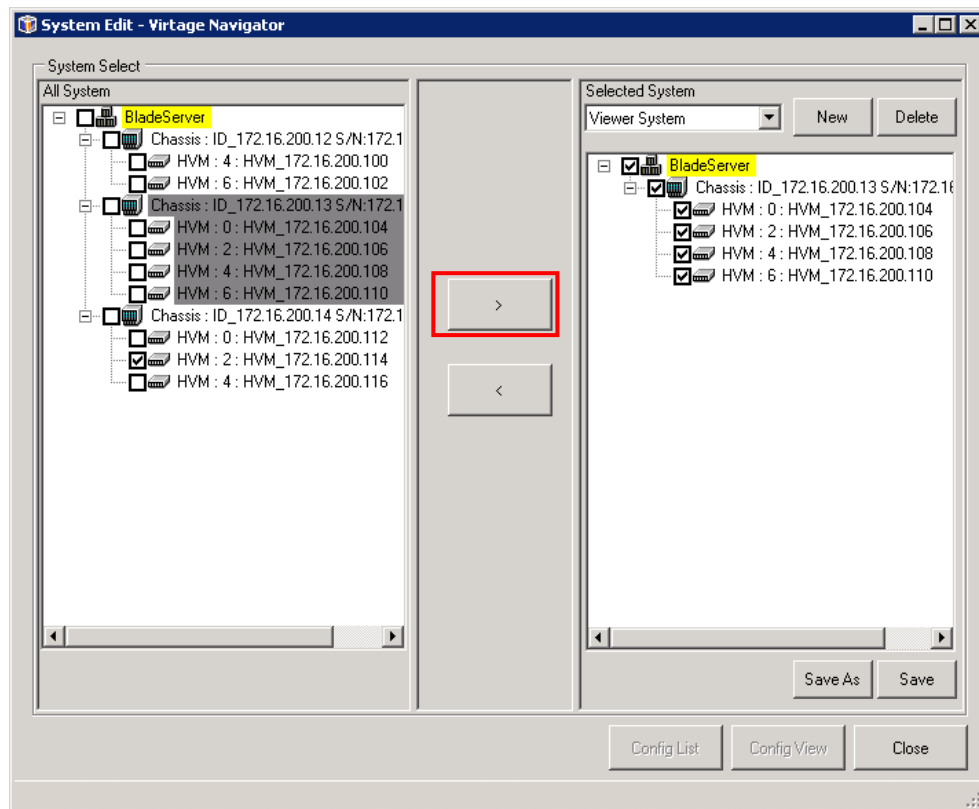 System Edit - Virtage Navigator
System Select
All System
BladeServer
Chassis : ID_172.16.200.12 S/N:172.1
HVM : 4 : HVM_172.16.200.100
HVM : 6 : HVM_172.16.200.102
Chassis : ID_172.16.200.13 S/N:172.1
HVM : 0 : HVM_172.16.200.104
HVM : 2 : HVM_172.16.200.106
HVM : 4 : HVM_172.16.200.108
HVM : 6 : HVM_172.16.200.110
Chassis : ID_172.16.200.14 S/N:172.1
HVM : 0 : HVM_172.16.200.112
HVM : 2 : HVM_172.16.200.114
HVM : 4 : HVM_172.16.200.116
>
<
Selected System
Viewer System
New
Delete
BladeServer
Chassis : ID_172.16.200.13 S/N:172.16
HVM : 0 : HVM_172.16.200.104
HVM : 2 : HVM_172.16.200.106
HVM : 4 : HVM_172.16.200.108
HVM : 6 : HVM_172.16.200.110
Save As
Save
Config List
Config View
Close